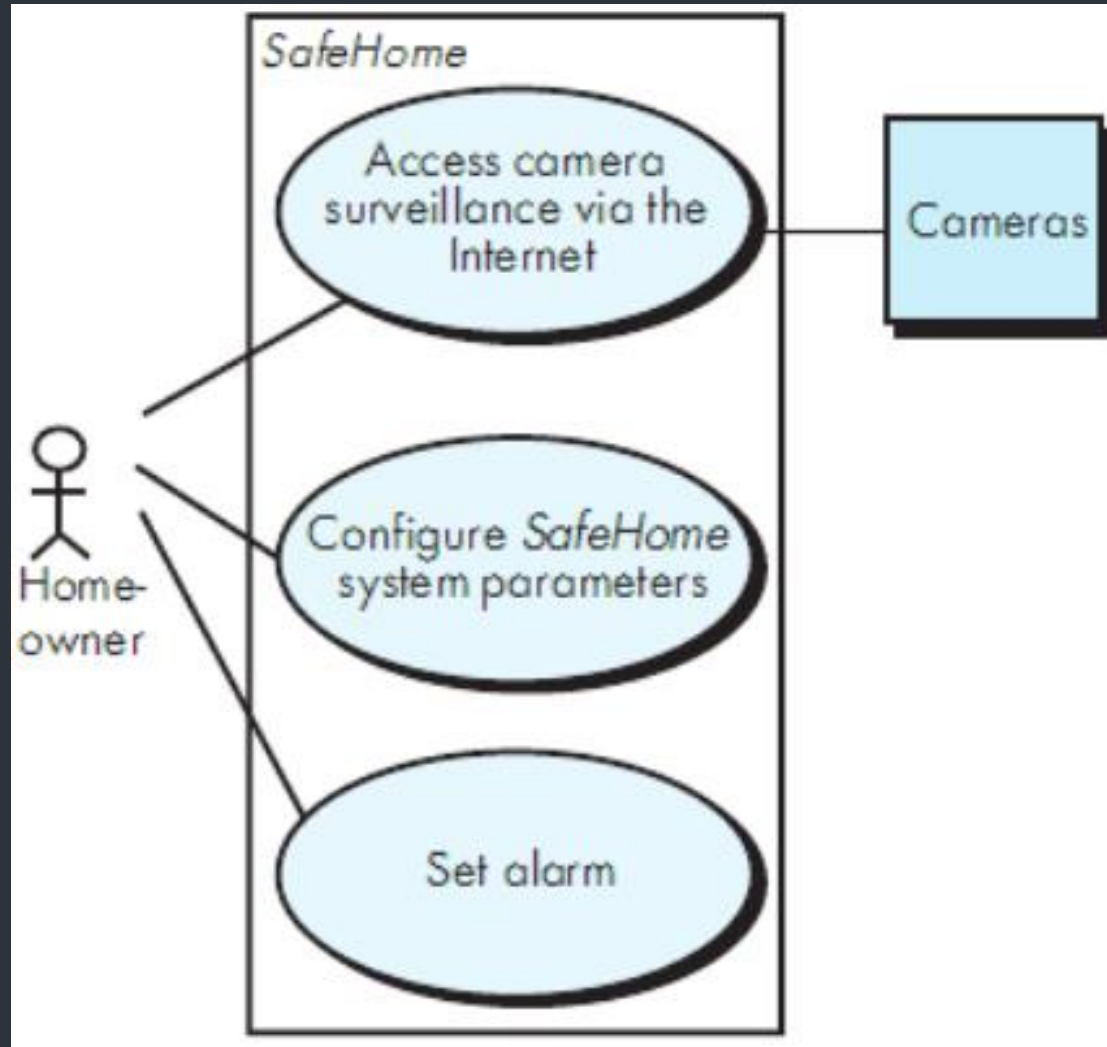 SafeHome
Access camera
surveillance via the
Internet
Cameras
Configure SafeHome
system parameters
Home-
owner
Set alarm